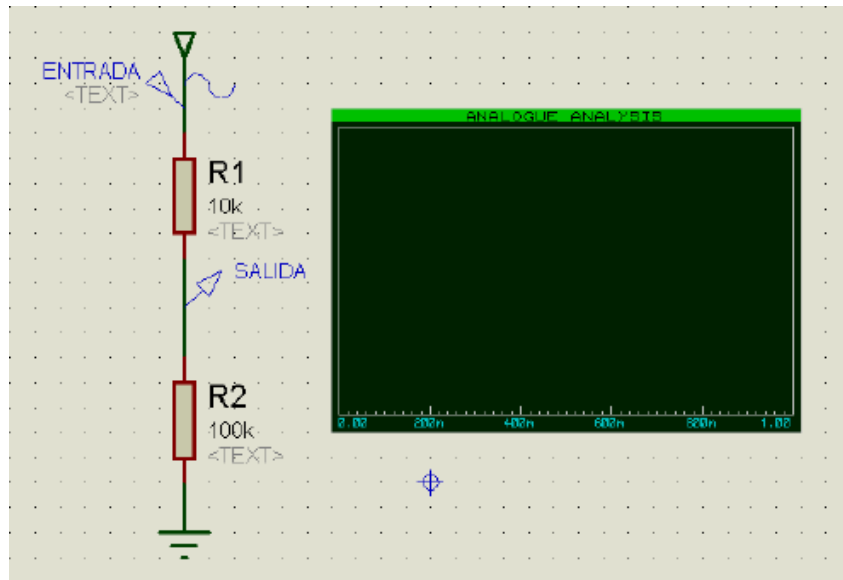 ENTRADA
<TEXT>
R1
10k
<TEXT>
SALIDA
R2
100k
<TEXT>
ANALOGUE ANALYSIS
0.00 200m 400m 600m 800m 1.00